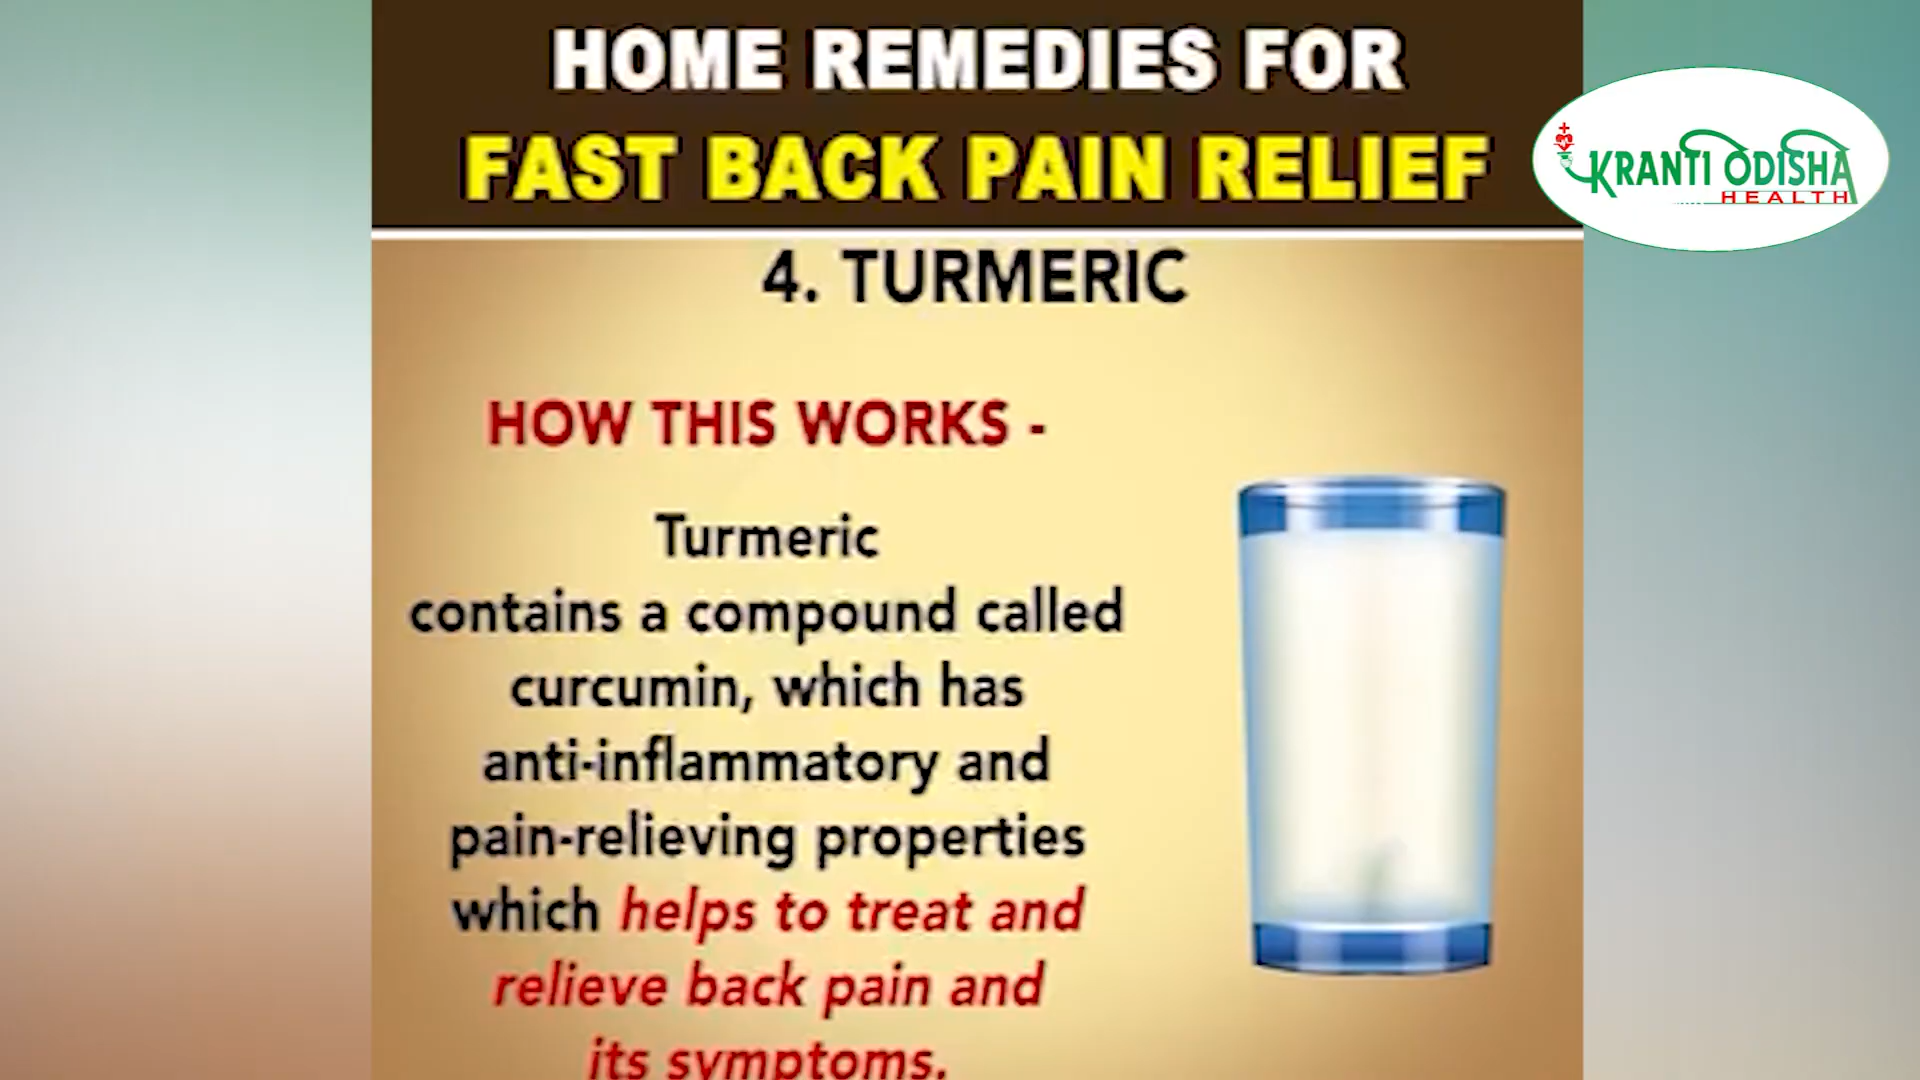 HOME REMEDIES FOR
FAST BACK PAIN RELIEF
KRANTI ODISHA
HEALTH
4. TURMERIC
HOW THIS WORKS -
Turmeric
contains a compound called
curcumin, which has
anti-inflammatory and
pain-relieving properties
which helps to treat and
relieve back pain and
its symptoms.